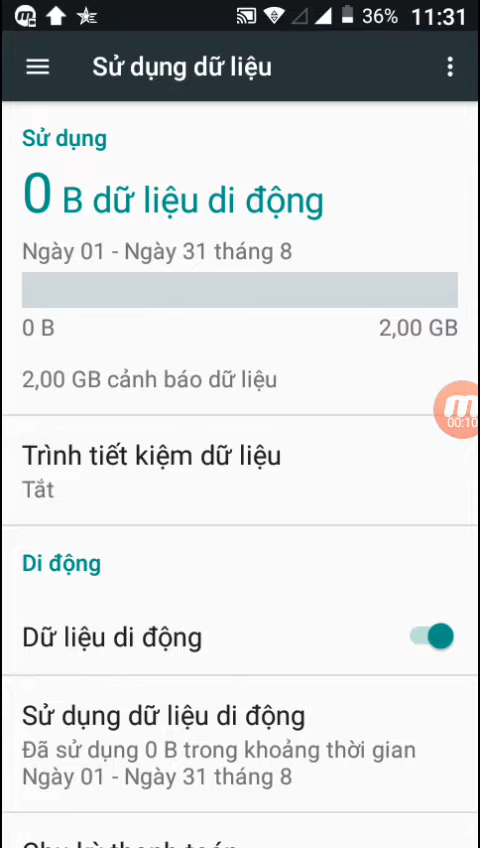 36% 11:31
Sử dụng dữ liệu
Sử dụng
0 B dữ liệu di động
Ngày 01 - Ngày 31 tháng 8
0 B 2,00 GB
2,00 GB cảnh báo dữ liệu
00:10
Trình tiết kiệm dữ liệu
Tắt
Di động
Dữ liệu di động
Sử dụng dữ liệu di động
Đã sử dụng 0 B trong khoảng thời gian
Ngày 01 - Ngày 31 tháng 8